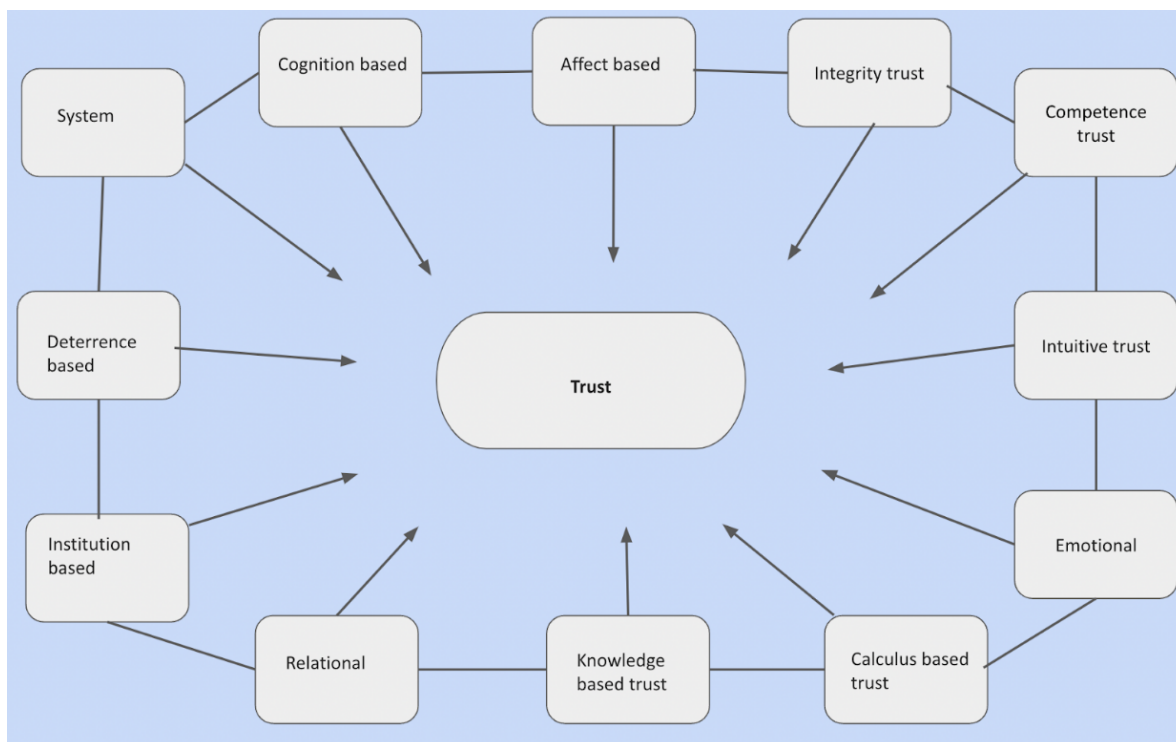 Cognition based
Affect based
Integrity trust
System
Competence
trust
Deterrence
based
Trust
Intuitive trust
Institution
based
Emotional
Relational
Knowledge
based trust
Calculus based
trust